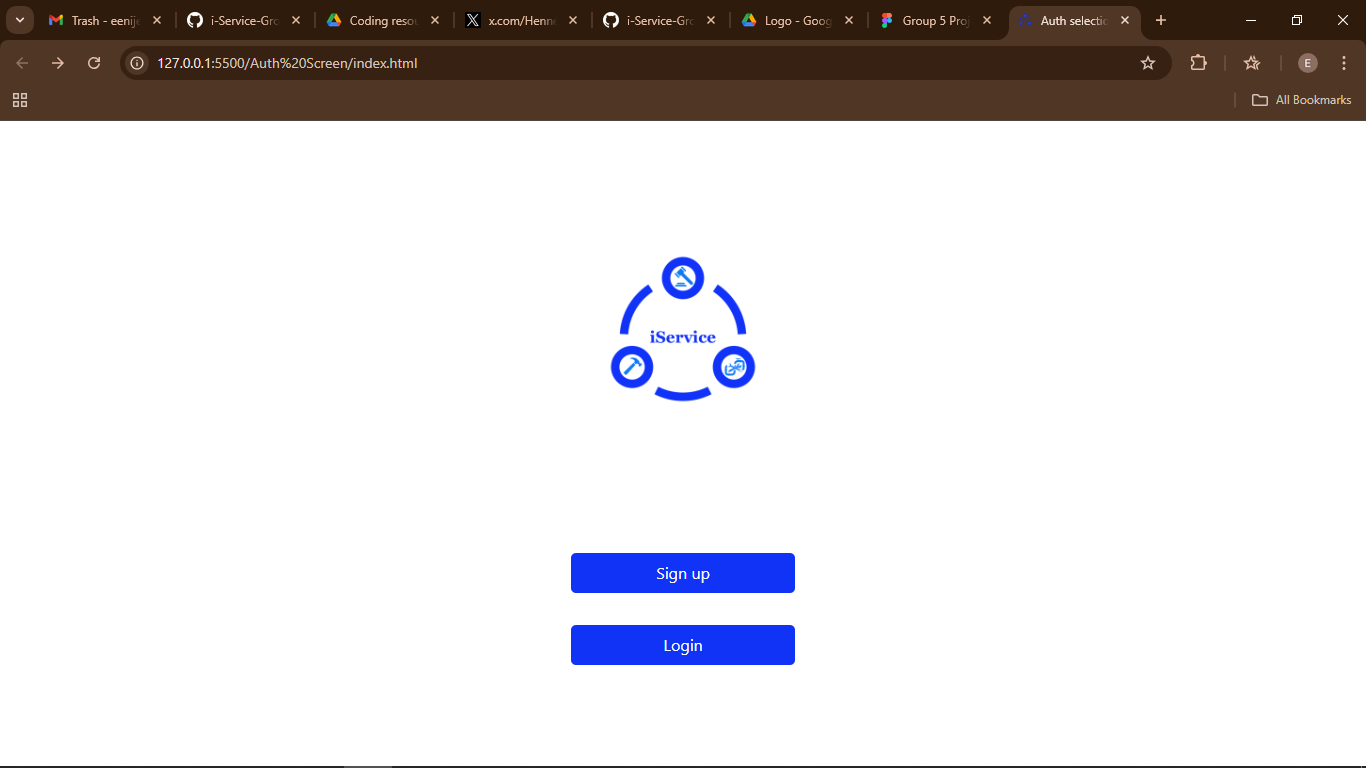 Trash - eenije
i-Service-Gro
Coding resou
x.com/Henne
i-Service-Gro
Logo - Goog
Group 5 Proj
Auth selectio
127.0.0.1:5500/Auth%20Screen/index.html
E
All Bookmarks
iService
Sign up
Login